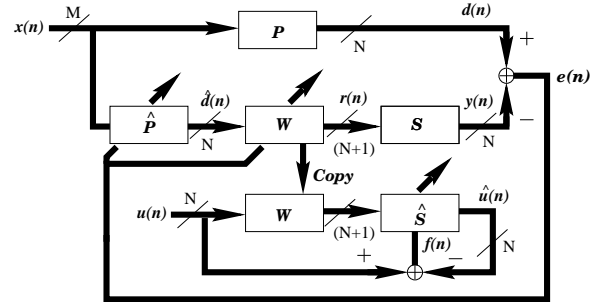 M
x(n)
P
N
d(n)
+
e(n)
P̂
d̂(n)
N
W
r(n)
(N+1)
S
y(n)
N
−
Copy
u(n)
N
W
(N+1)
Ŝ
û(n)
f(n)
N
+
−